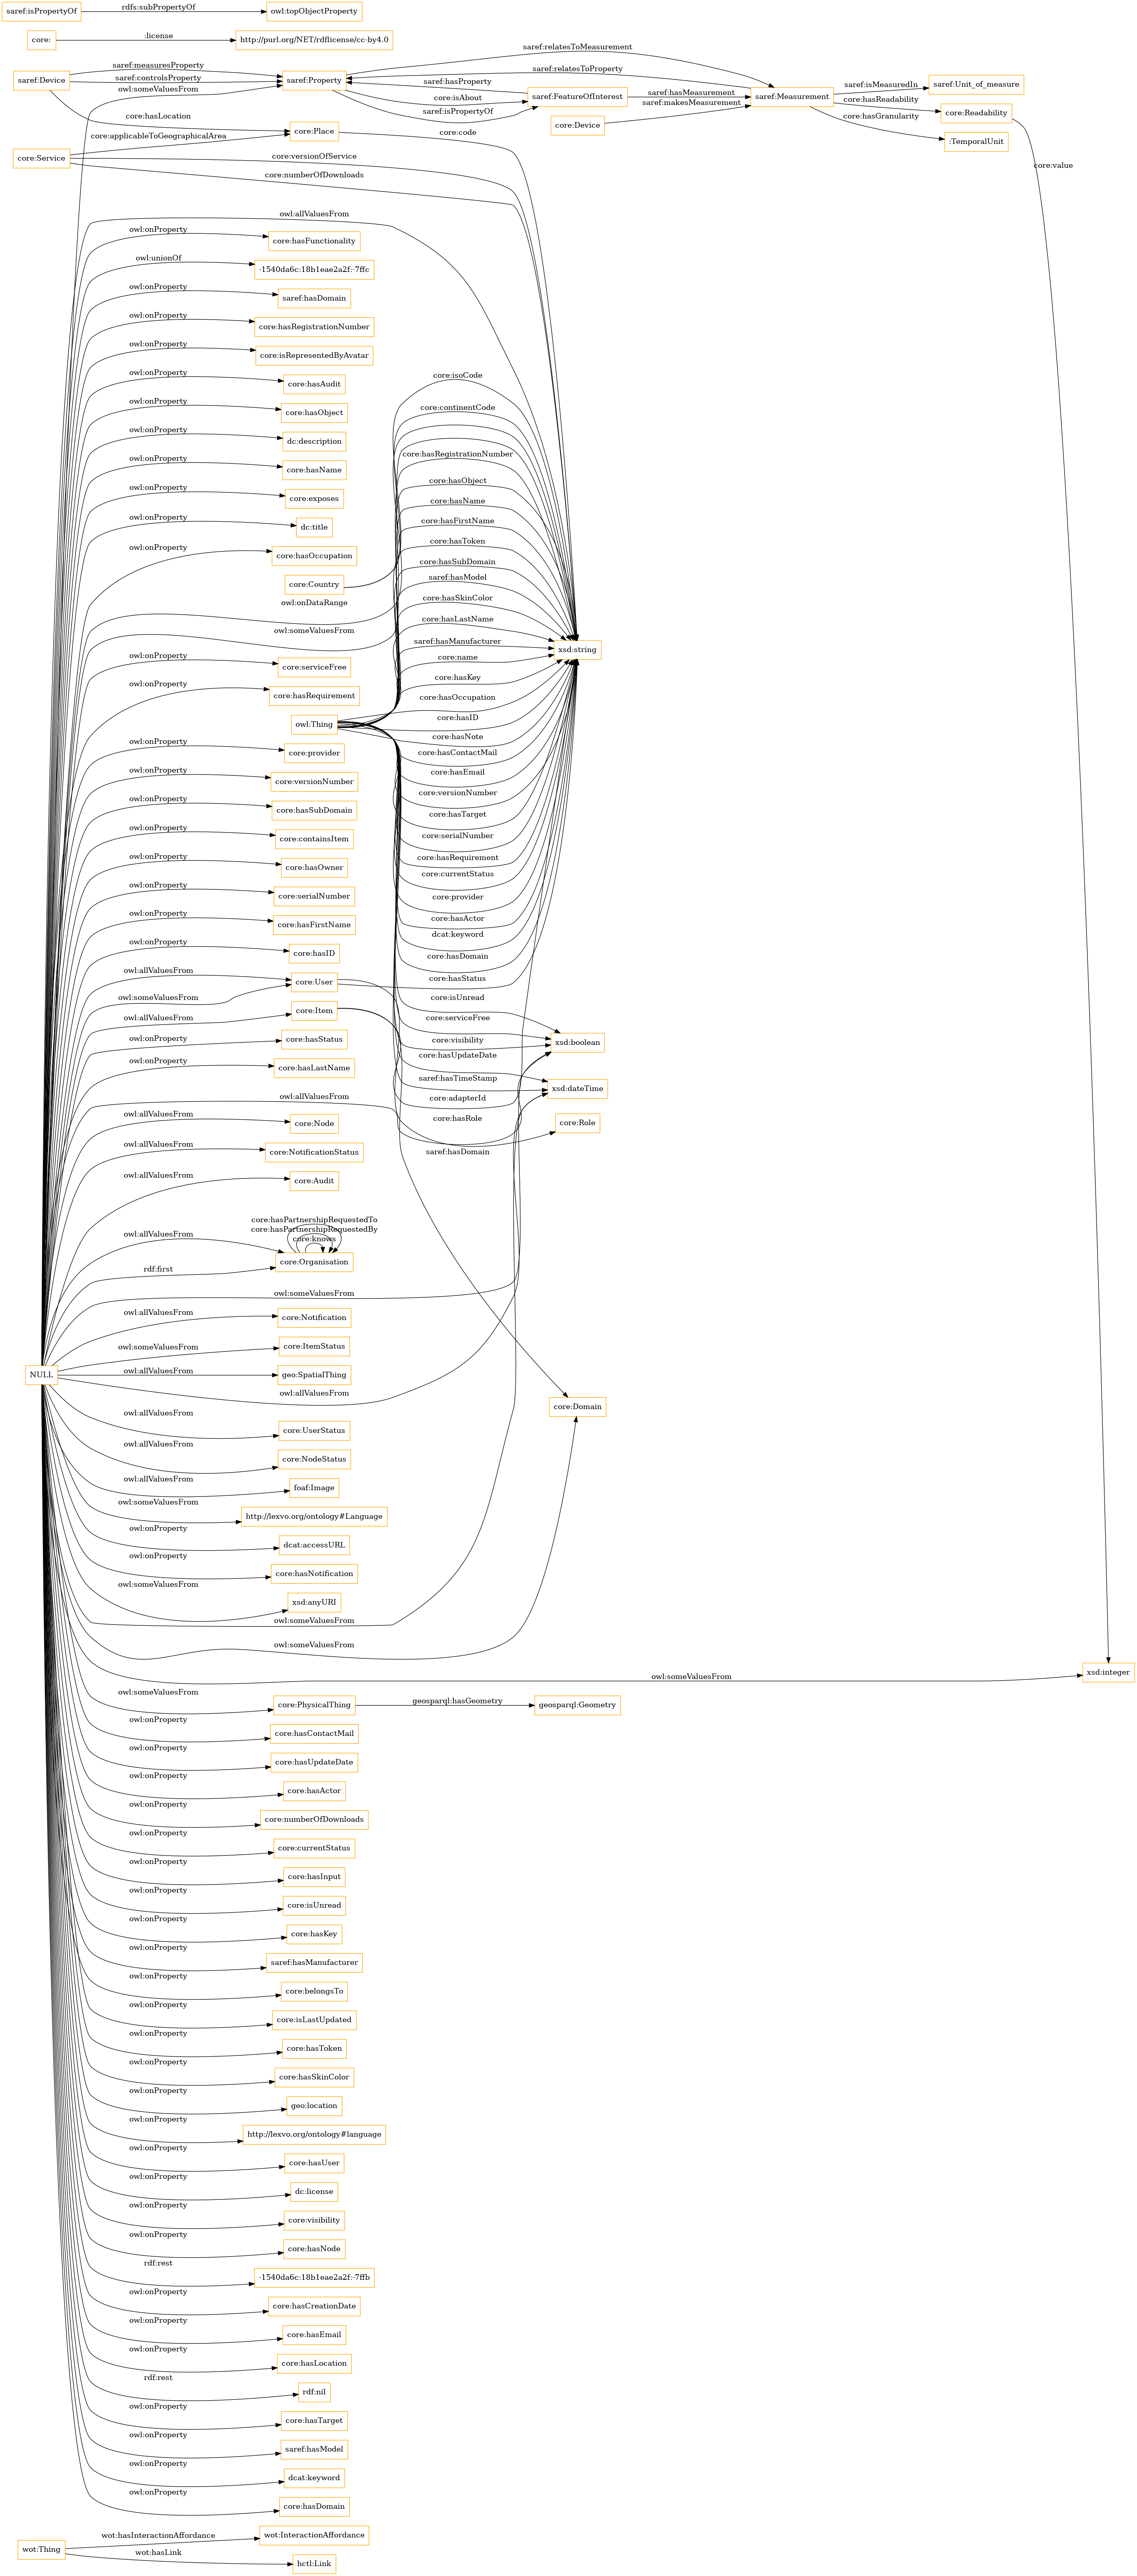 saref:isPropertyOf
rdfs:subPropertyOf
owl:topObjectProperty
core:
:license
http://purl.org/NET/rdflicense/cc-by4.0
saref:relatesToMeasurement
saref:measuresProperty
saref:relatesToProperty
saref:Device
saref:controlsProperty
saref:Property
saref:hasProperty
saref:isMeasuredIn
saref:Unit_of_measure
owl:someValuesFrom
core:isAbout
saref:FeatureOfInterest
saref:hasMeasurement
saref:Measurement
core:hasReadability
saref:makesMeasurement
saref:isPropertyOf
core:Readability
core:hasLocation
core:hasGranularity
core:Device
core:Place
core:code
core:applicableToGeographicalArea
:TemporalUnit
core:Service
core:versionOfService
core:value
core:numberOfDownloads
owl:allValuesFrom
owl:onProperty
core:hasFunctionality
owl:unionOf
-1540da6c:18b1eae2a2f:-7ffc
owl:onProperty
saref:hasDomain
owl:onProperty
core:hasRegistrationNumber
owl:onProperty
core:isRepresentedByAvatar
owl:onProperty
core:hasAudit
core:isoCode
owl:onProperty
core:hasObject
core:continentCode
owl:onProperty
dc:description
core:hasRegistrationNumber
owl:onProperty
core:hasName
core:hasObject
owl:onProperty
core:exposes
core:hasName
owl:onProperty
dc:title
core:hasFirstName
owl:onProperty
core:hasOccupation
core:hasToken
core:hasSubDomain
core:Country
saref:hasModel
owl:onDataRange
core:hasSkinColor
core:hasLastName
owl:someValuesFrom
saref:hasManufacturer
xsd:string
owl:onProperty
core:serviceFree
core:name
core:hasKey
owl:onProperty
core:hasRequirement
core:hasOccupation
owl:Thing
core:hasID
core:hasNote
owl:onProperty
core:provider
core:hasContactMail
owl:onProperty
core:versionNumber
core:hasEmail
core:versionNumber
owl:onProperty
core:hasSubDomain
core:hasTarget
owl:onProperty
core:containsItem
core:serialNumber
owl:onProperty
core:hasOwner
core:hasRequirement
core:currentStatus
owl:onProperty
core:serialNumber
core:provider
owl:onProperty
core:hasFirstName
core:hasActor
dcat:keyword
owl:onProperty
core:hasID
core:hasDomain
owl:allValuesFrom
core:User
core:hasStatus
owl:someValuesFrom
core:isUnread
owl:allValuesFrom
core:Item
core:serviceFree
owl:onProperty
core:hasStatus
core:visibility
xsd:boolean
core:hasUpdateDate
owl:onProperty
core:hasLastName
saref:hasTimeStamp
xsd:dateTime
owl:allValuesFrom
core:adapterId
owl:allValuesFrom
core:Node
core:hasRole
core:Role
owl:allValuesFrom
core:NotificationStatus
saref:hasDomain
owl:allValuesFrom
core:Audit
core:hasPartnershipRequestedTo
core:hasPartnershipRequestedBy
core:knows
owl:allValuesFrom
core:Organisation
rdf:first
owl:someValuesFrom
owl:allValuesFrom
core:Notification
owl:someValuesFrom
core:ItemStatus
NULL
owl:allValuesFrom
geo:SpatialThing
owl:allValuesFrom
core:Domain
owl:allValuesFrom
core:UserStatus
owl:allValuesFrom
core:NodeStatus
owl:allValuesFrom
foaf:Image
owl:someValuesFrom
http://lexvo.org/ontology#Language
owl:onProperty
dcat:accessURL
owl:onProperty
core:hasNotification
owl:someValuesFrom
xsd:anyURI
owl:someValuesFrom
owl:someValuesFrom
owl:someValuesFrom
xsd:integer
owl:someValuesFrom
core:PhysicalThing
geosparql:hasGeometry
geosparql:Geometry
owl:onProperty
core:hasContactMail
owl:onProperty
core:hasUpdateDate
owl:onProperty
core:hasActor
owl:onProperty
core:numberOfDownloads
owl:onProperty
core:currentStatus
owl:onProperty
core:hasInput
owl:onProperty
core:isUnread
owl:onProperty
core:hasKey
owl:onProperty
saref:hasManufacturer
owl:onProperty
core:belongsTo
owl:onProperty
core:isLastUpdated
owl:onProperty
core:hasToken
owl:onProperty
core:hasSkinColor
owl:onProperty
geo:location
owl:onProperty
http://lexvo.org/ontology#language
owl:onProperty
core:hasUser
owl:onProperty
dc:license
owl:onProperty
core:visibility
owl:onProperty
core:hasNode
rdf:rest
-1540da6c:18b1eae2a2f:-7ffb
owl:onProperty
core:hasCreationDate
owl:onProperty
core:hasEmail
owl:onProperty
core:hasLocation
rdf:rest
rdf:nil
owl:onProperty
core:hasTarget
owl:onProperty
saref:hasModel
owl:onProperty
dcat:keyword
owl:onProperty
core:hasDomain
wot:Thing
wot:hasInteractionAffordance
wot:InteractionAffordance
wot:hasLink
hctl:Link